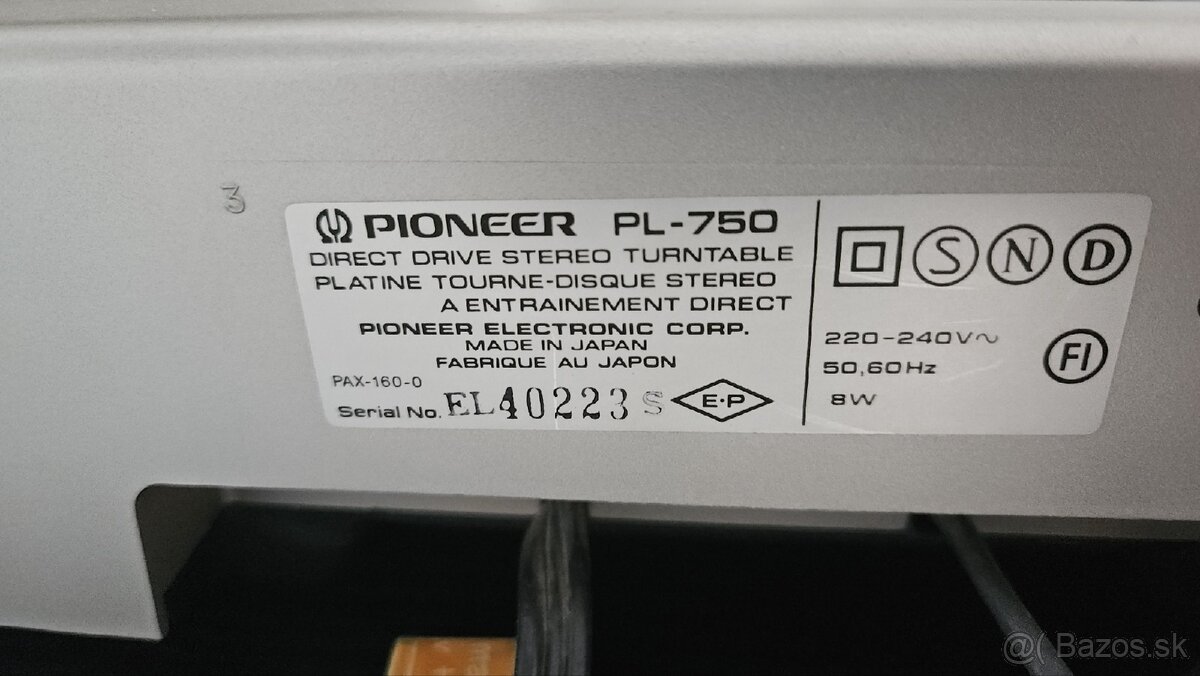 3
PIONEER PL-750
DIRECT DRIVE STEREO TURNTABLE
PLATINE TOURNE-DISQUE STEREO
A ENTRAINEMENT DIRECT
PIONEER ELECTRONIC CORP.
MADE IN JAPAN
FABRIQUE AU JAPON
PAX-160-0
Serial No. EL40223 S E·P
S N D
220-240V~
50,60Hz
FI
8W
@( Bazos.sk